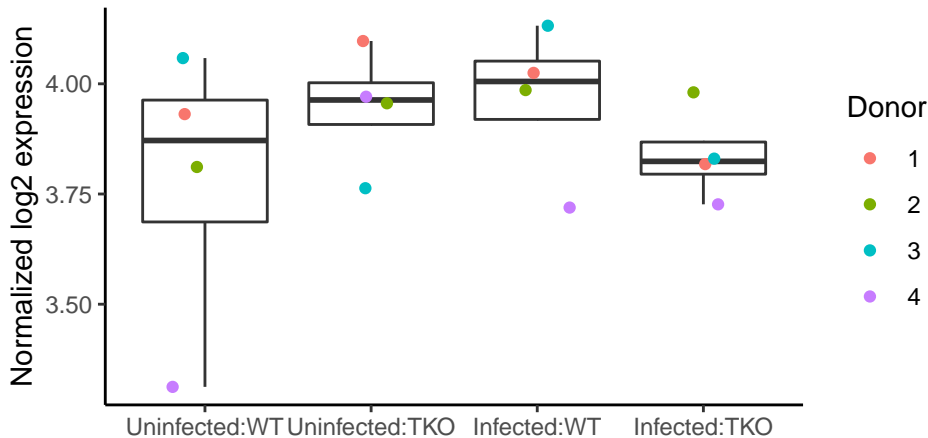 Normalized log2 expression
4.00
3.75
3.50
Uninfected:WT
Uninfected:TKO
Infected:WT
Infected:TKO
Donor
1
2
3
4